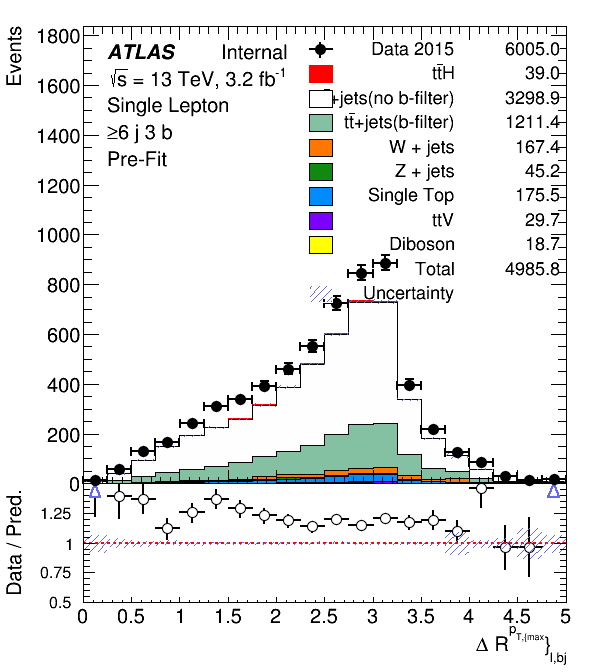 Events
1800
1600
1400
1200
1000
800
600
400
200
0
ATLAS Internal
√s = 13 TeV, 3.2 fb⁻¹
Single Lepton
≥6 j 3 b
Pre-Fit
Data 2015 6005.0
tt̄H 39.0
+jets(no b-filter) 3298.9
tt̄+jets(b-filter) 1211.4
W + jets 167.4
Z + jets 45.2
Single Top 175.5
ttV 29.7
Diboson 18.7
Total 4985.8
Uncertainty
Data / Pred.
1.25
1
0.75
0.5
0 0.5 1 1.5 2 2.5 3 3.5 4 4.5 5
Δ R^{p_{T,{max}}}_{l,bj}